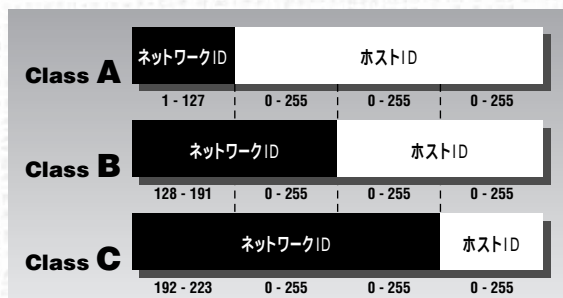 Class A ネットワークID ホストID
1 - 127 0 - 255 0 - 255 0 - 255
Class B ネットワークID ホストID
128 - 191 0 - 255 0 - 255 0 - 255
Class C ネットワークID ホストID
192 - 223 0 - 255 0 - 255 0 - 255